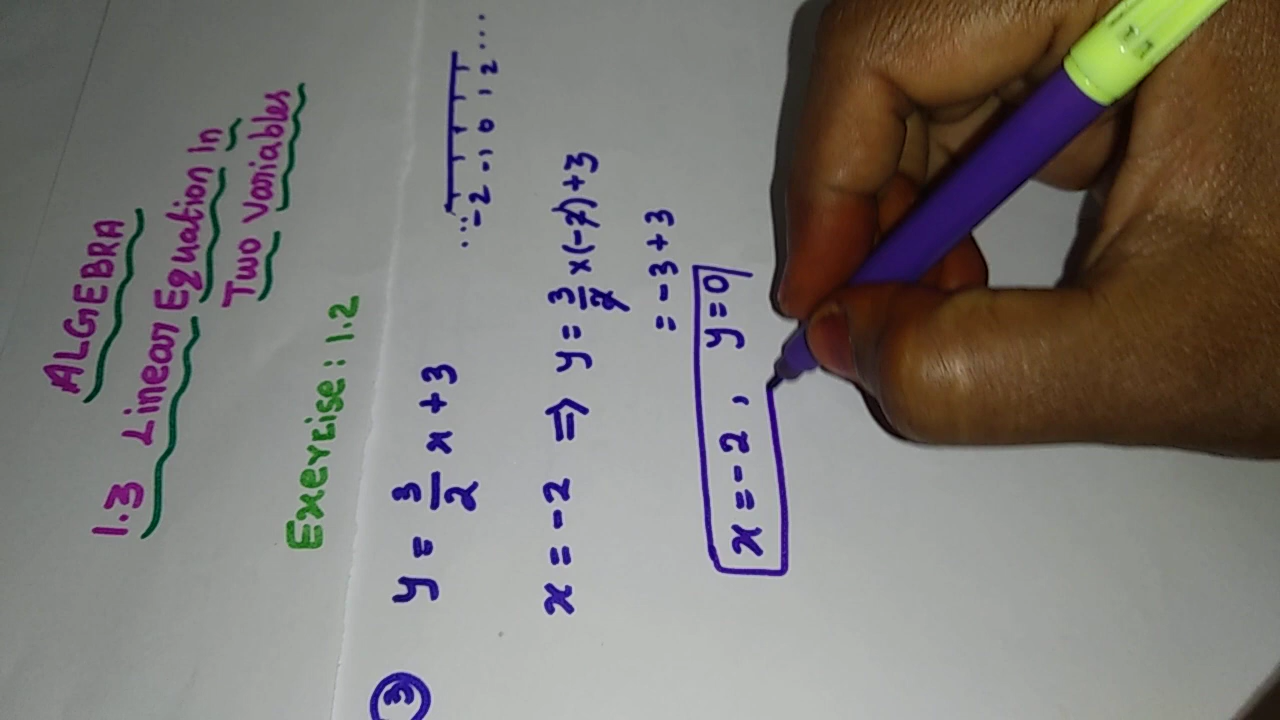 ALGEBRA
1.3 Linear Equation In
Two Variables
Exercise: 1.2
3 y = 3/2 x + 3
...-2 -1 0 1 2...
x = -2 => y = 3/2 x (-2) + 3
= -3 + 3
x = -2, y = 0